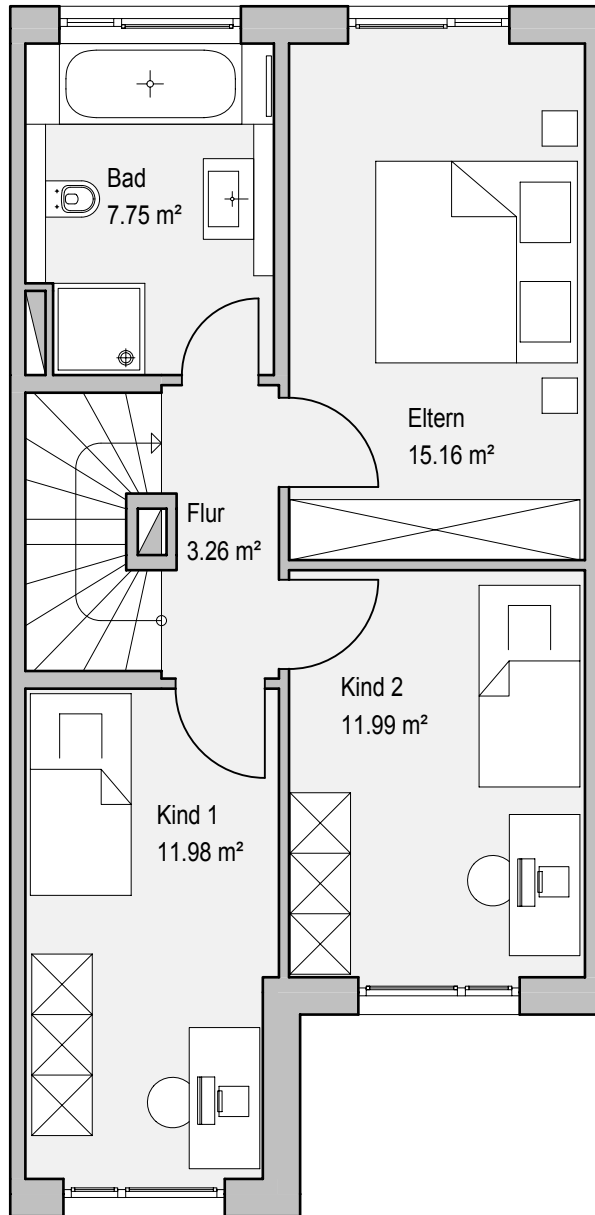 Bad
7.75 m²
Eltern
15.16 m²
Flur
3.26 m²
Kind 2
11.99 m²
Kind 1
11.98 m²